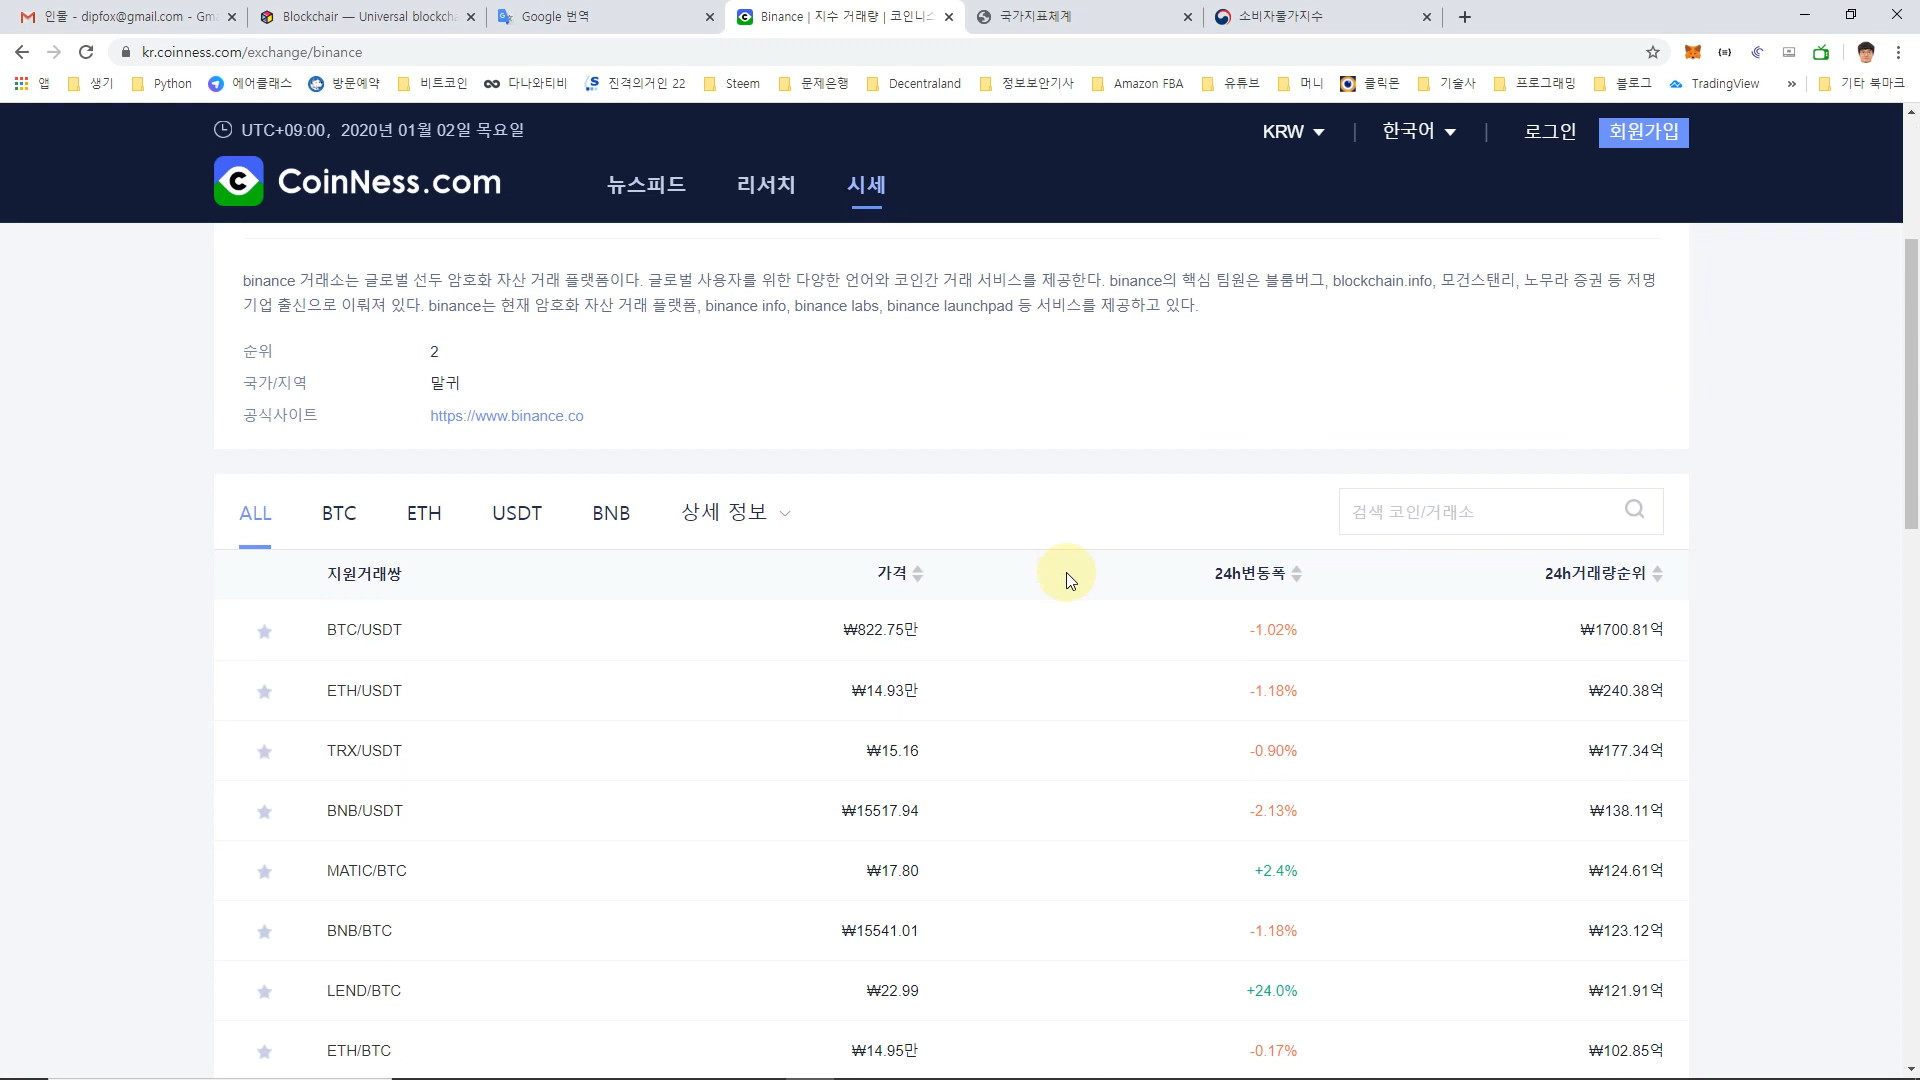 인물 - dipfox@gmail.com - Gm
Blockchair — Universal blockcha
Google 번역
Binance | 지수 거래량 | 코인니스
국가지표체계
소비자물가지수
kr.coinness.com/exchange/binance
앱 생기 Python 에어클래스 방문예약 비트코인 다나와티비 진격의거인 22 Steem 문제은행 Decentraland 정보보안기사 Amazon FBA 유튜브 머니 클릭몬 기술사 프로그래밍 블로그 TradingView » 기타 북마크
UTC+09:00, 2020년 01월 02일 목요일
KRW | 한국어 | 로그인 회원가입
CoinNess.com 뉴스피드 리서치 시세
binance 거래소는 글로벌 선두 암호화 자산 거래 플랫폼이다. 글로벌 사용자를 위한 다양한 언어와 코인간 거래 서비스를 제공한다. binance의 핵심 팀원은 블룸버그, blockchain.info, 모건스탠리, 노무라 증권 등 저명
기업 출신으로 이뤄져 있다. binance는 현재 암호화 자산 거래 플랫폼, binance info, binance labs, binance launchpad 등 서비스를 제공하고 있다.
순위 2
국가/지역 말귀
공식사이트 https://www.binance.co
ALL BTC ETH USDT BNB 상세 정보 검색 코인/거래소
지원거래쌍 가격 24h변동폭 24h거래량순위
BTC/USDT ₩822.75만 -1.02% ₩1700.81억
ETH/USDT ₩14.93만 -1.18% ₩240.38억
TRX/USDT ₩15.16 -0.90% ₩177.34억
BNB/USDT ₩15517.94 -2.13% ₩138.11억
MATIC/BTC ₩17.80 +2.4% ₩124.61억
BNB/BTC ₩15541.01 -1.18% ₩123.12억
LEND/BTC ₩22.99 +24.0% ₩121.91억
ETH/BTC ₩14.95만 -0.17% ₩102.85억